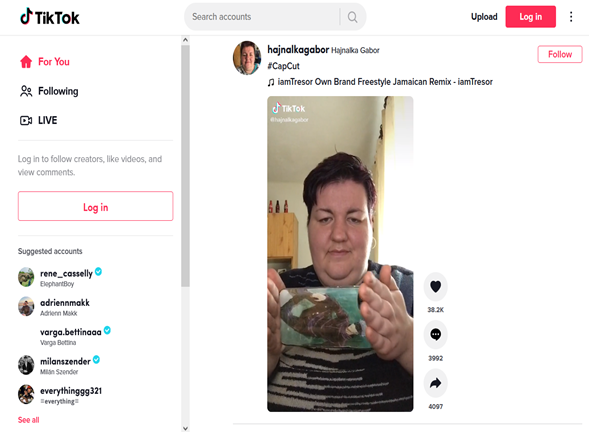 TikTok
Search accounts
Upload
Log in
For You
Following
LIVE
Log in to follow creators, like videos, and
view comments.
Log in
Suggested accounts
rene_casselly
ElephantBoy
adriennmakk
Adrienn Makk
varga.bettinaaa
Varga Bettina
milanszender
Milán Szender
everythinggg321
≡everything≡
See all
hajnalkagabor Hajnalka Gabor
Follow
#CapCut
iamTresor Own Brand Freestyle Jamaican Remix - iamTresor
TikTok
@hajnalkagabor
38.2K
3992
4097